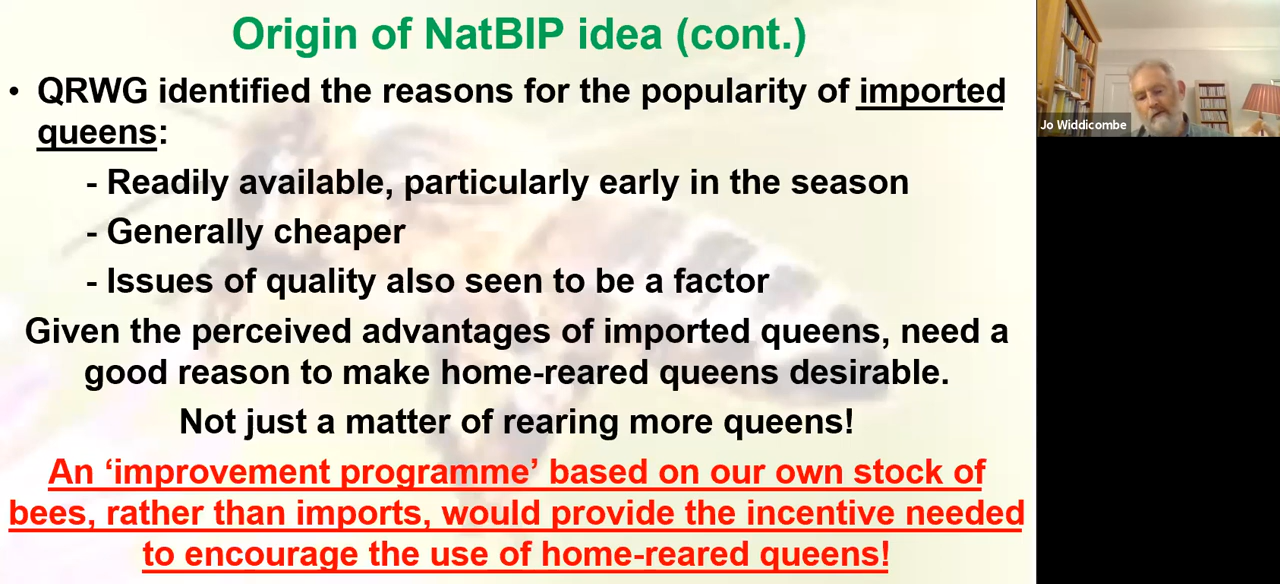 Origin of NatBIP idea (cont.)
• QRWG identified the reasons for the popularity of imported
queens:
- Readily available, particularly early in the season
- Generally cheaper
- Issues of quality also seen to be a factor
Given the perceived advantages of imported queens, need a
good reason to make home-reared queens desirable.
Not just a matter of rearing more queens!
An ‘improvement programme’ based on our own stock of
bees, rather than imports, would provide the incentive needed
to encourage the use of home-reared queens!
Jo Widdicombe